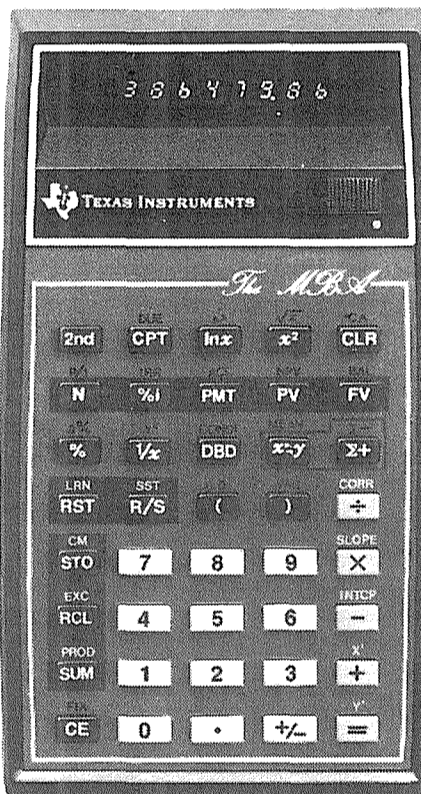 386479.86
TEXAS INSTRUMENTS
The MBA
2nd CPT lnx x² CLR
N %i PMT PV FV
% 1/x DBD x≷y Σ+
LRN SST CORR
RST R/S ( ) ÷
CM SLOPE
STO 7 8 9 ×
EXC INTCP
RCL 4 5 6 −
PROD X'
SUM 1 2 3 +
FIX Y'
CE 0 . +/− =